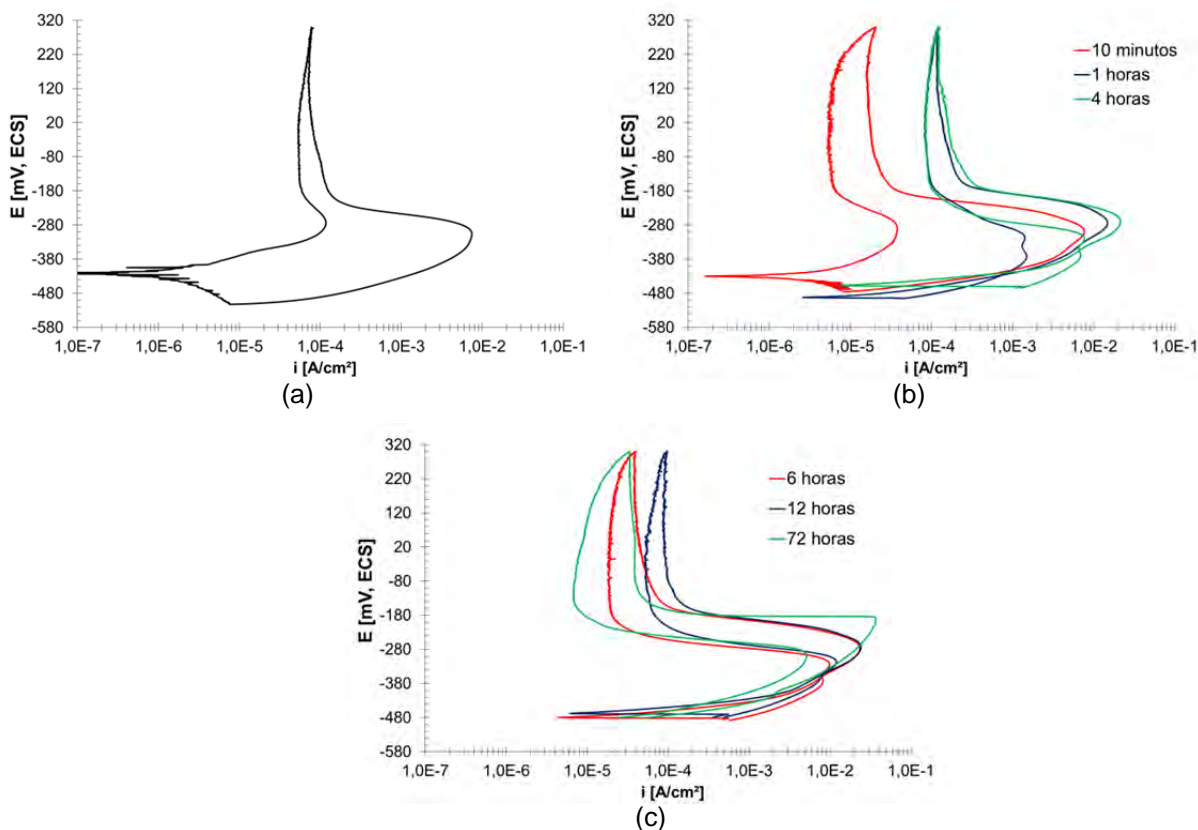 320
220
120
20
-80
-180
-280
-380
-480
-580
E [mV, ECS]
1,0E-7 1,0E-6 1,0E-5 1,0E-4 1,0E-3 1,0E-2 1,0E-1
i [A/cm²]
(a)
320
220
120
20
-80
-180
-280
-380
-480
-580
E [mV, ECS]
10 minutos
1 horas
4 horas
1,0E-7 1,0E-6 1,0E-5 1,0E-4 1,0E-3 1,0E-2 1,0E-1
i [A/cm²]
(b)
320
220
120
20
-80
-180
-280
-380
-480
-580
E [mV, ECS]
6 horas
12 horas
72 horas
1,0E-7 1,0E-6 1,0E-5 1,0E-4 1,0E-3 1,0E-2 1,0E-1
i [A/cm²]
(c)